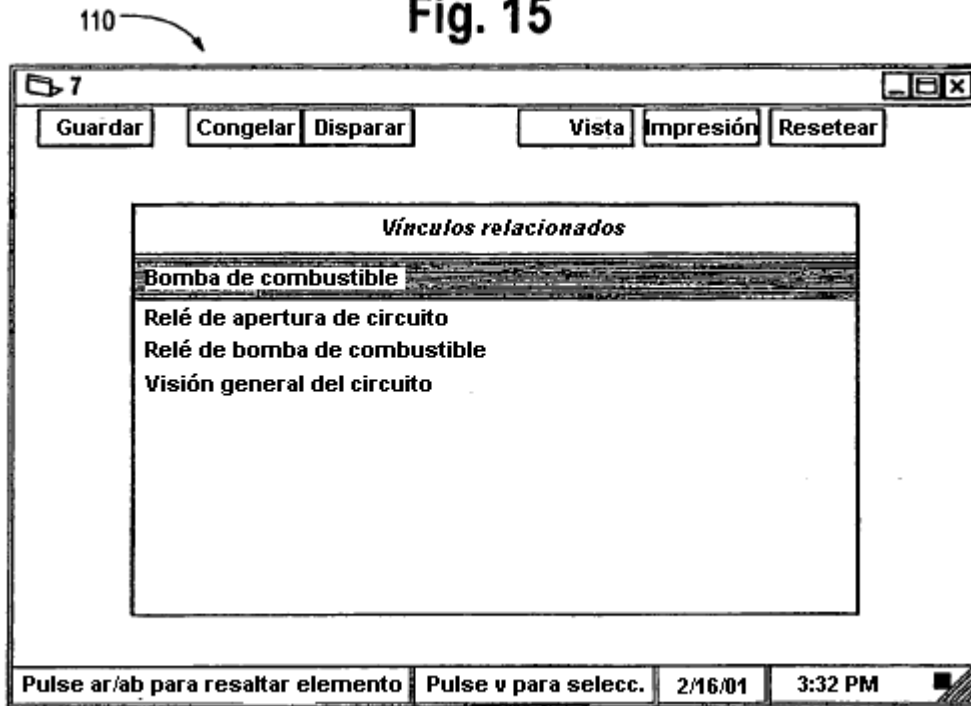 Fig. 15
110
7
Guardar Congelar Disparar Vista Impresión Resetear
Vínculos relacionados
Bomba de combustible
Relé de apertura de circuito
Relé de bomba de combustible
Visión general del circuito
Pulse ar/ab para resaltar elemento Pulse v para selecc. 2/16/01 3:32 PM